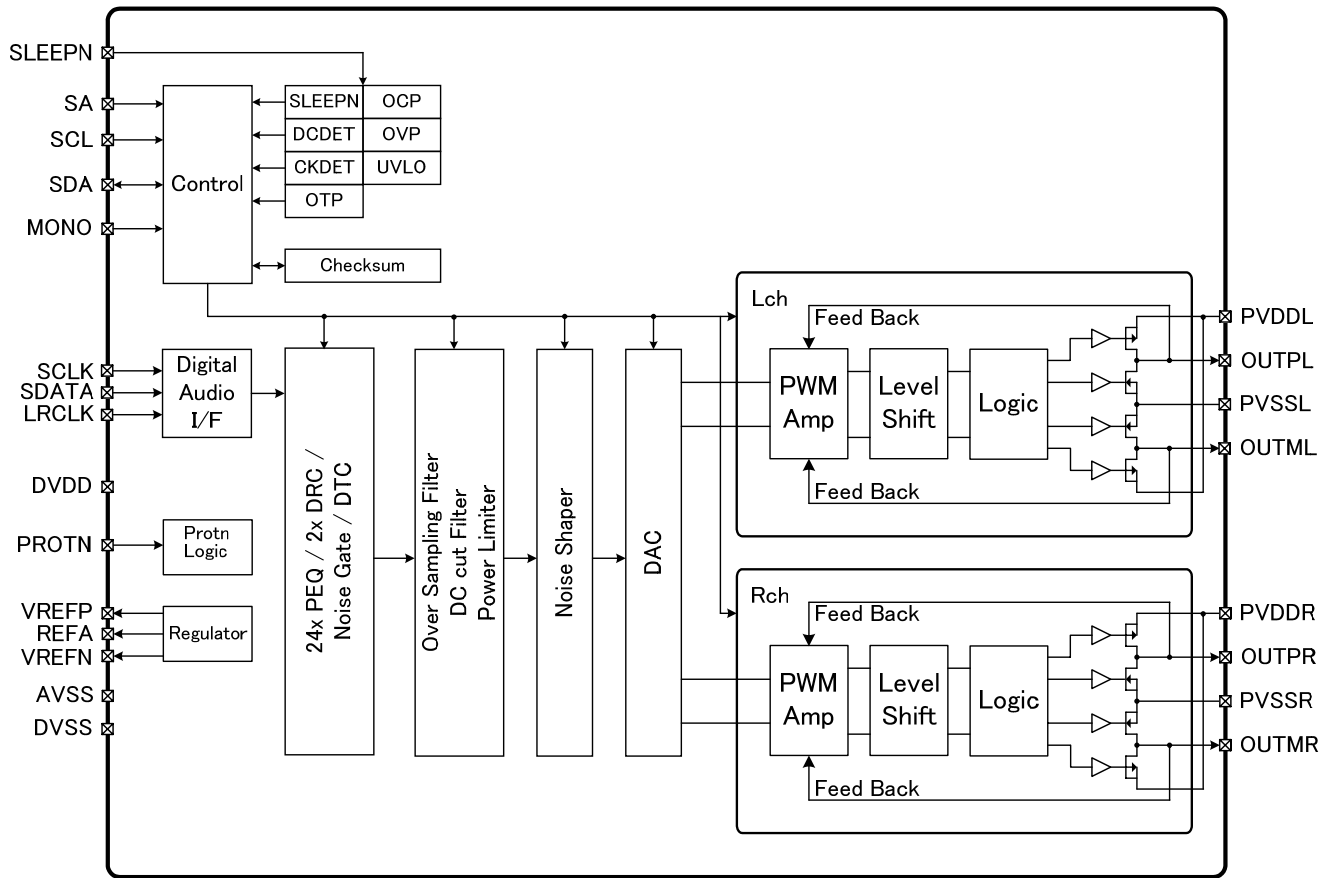 SLEEPN
SA
SCL
SDA
MONO
Control
SLEEPN
OCP
DCDET
OVP
CKDET
UVLO
OTP
Checksum
SCLK
SDATA
LRCLK
Digital
Audio
I/F
DVDD
PROTN
Protn
Logic
VREFP
REFA
VREFN
Regulator
AVSS
DVSS
24x PEQ / 2x DRC /
Noise Gate / DTC
Over Sampling Filter
DC cut Filter
Power Limiter
Noise Shaper
DAC
Lch
Feed Back
PWM
Amp
Level
Shift
Logic
Feed Back
PVDDL
OUTPL
PVSSL
OUTML
Rch
Feed Back
PWM
Amp
Level
Shift
Logic
Feed Back
PVDDR
OUTPR
PVSSR
OUTMR